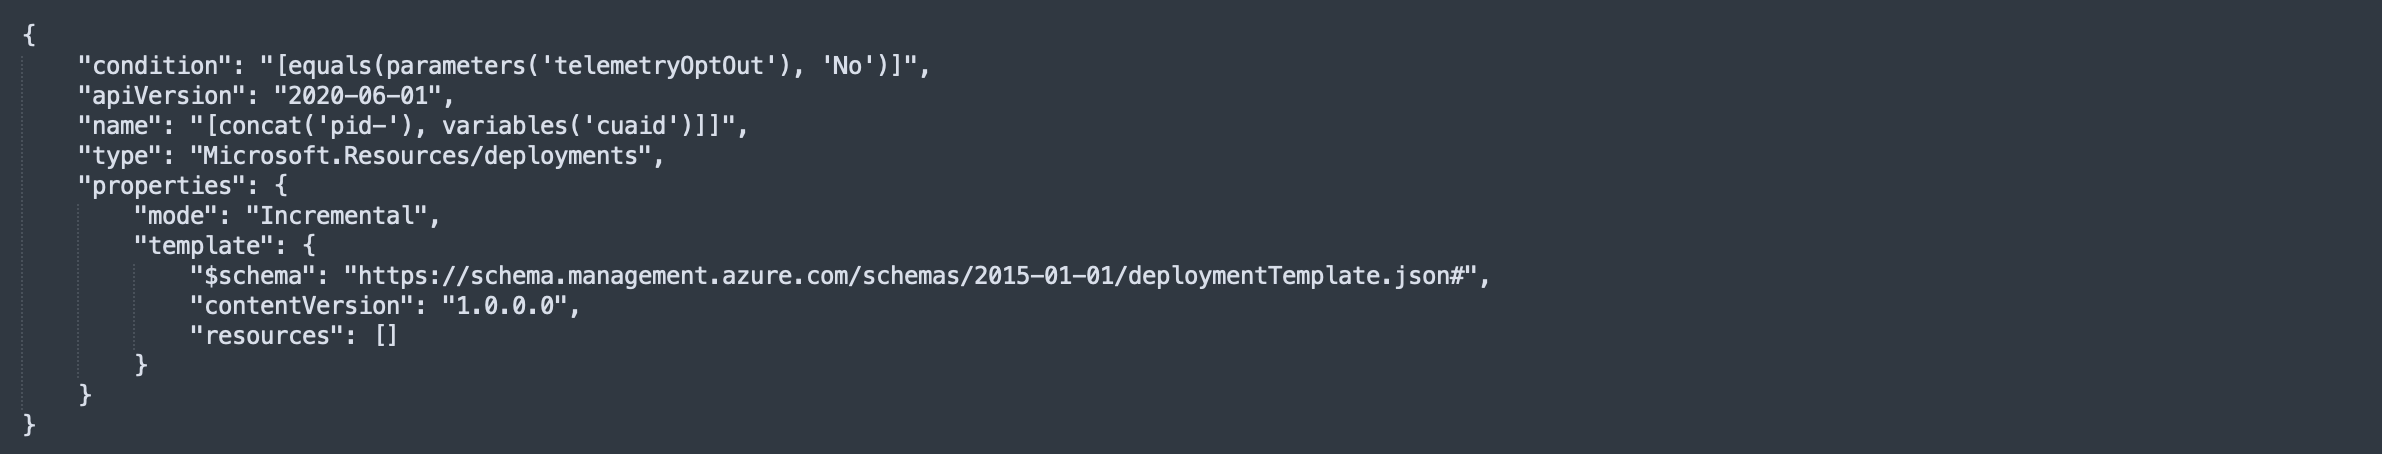 {
    "condition": "[equals(parameters('telemetryOptOut'), 'No')]",
    "apiVersion": "2020-06-01",
    "name": "[concat('pid-'), variables('cuaid')]]",
    "type": "Microsoft.Resources/deployments",
    "properties": {
        "mode": "Incremental",
        "template": {
            "$schema": "https://schema.management.azure.com/schemas/2015-01-01/deploymentTemplate.json#",
            "contentVersion": "1.0.0.0",
            "resources": []
        }
    }
}